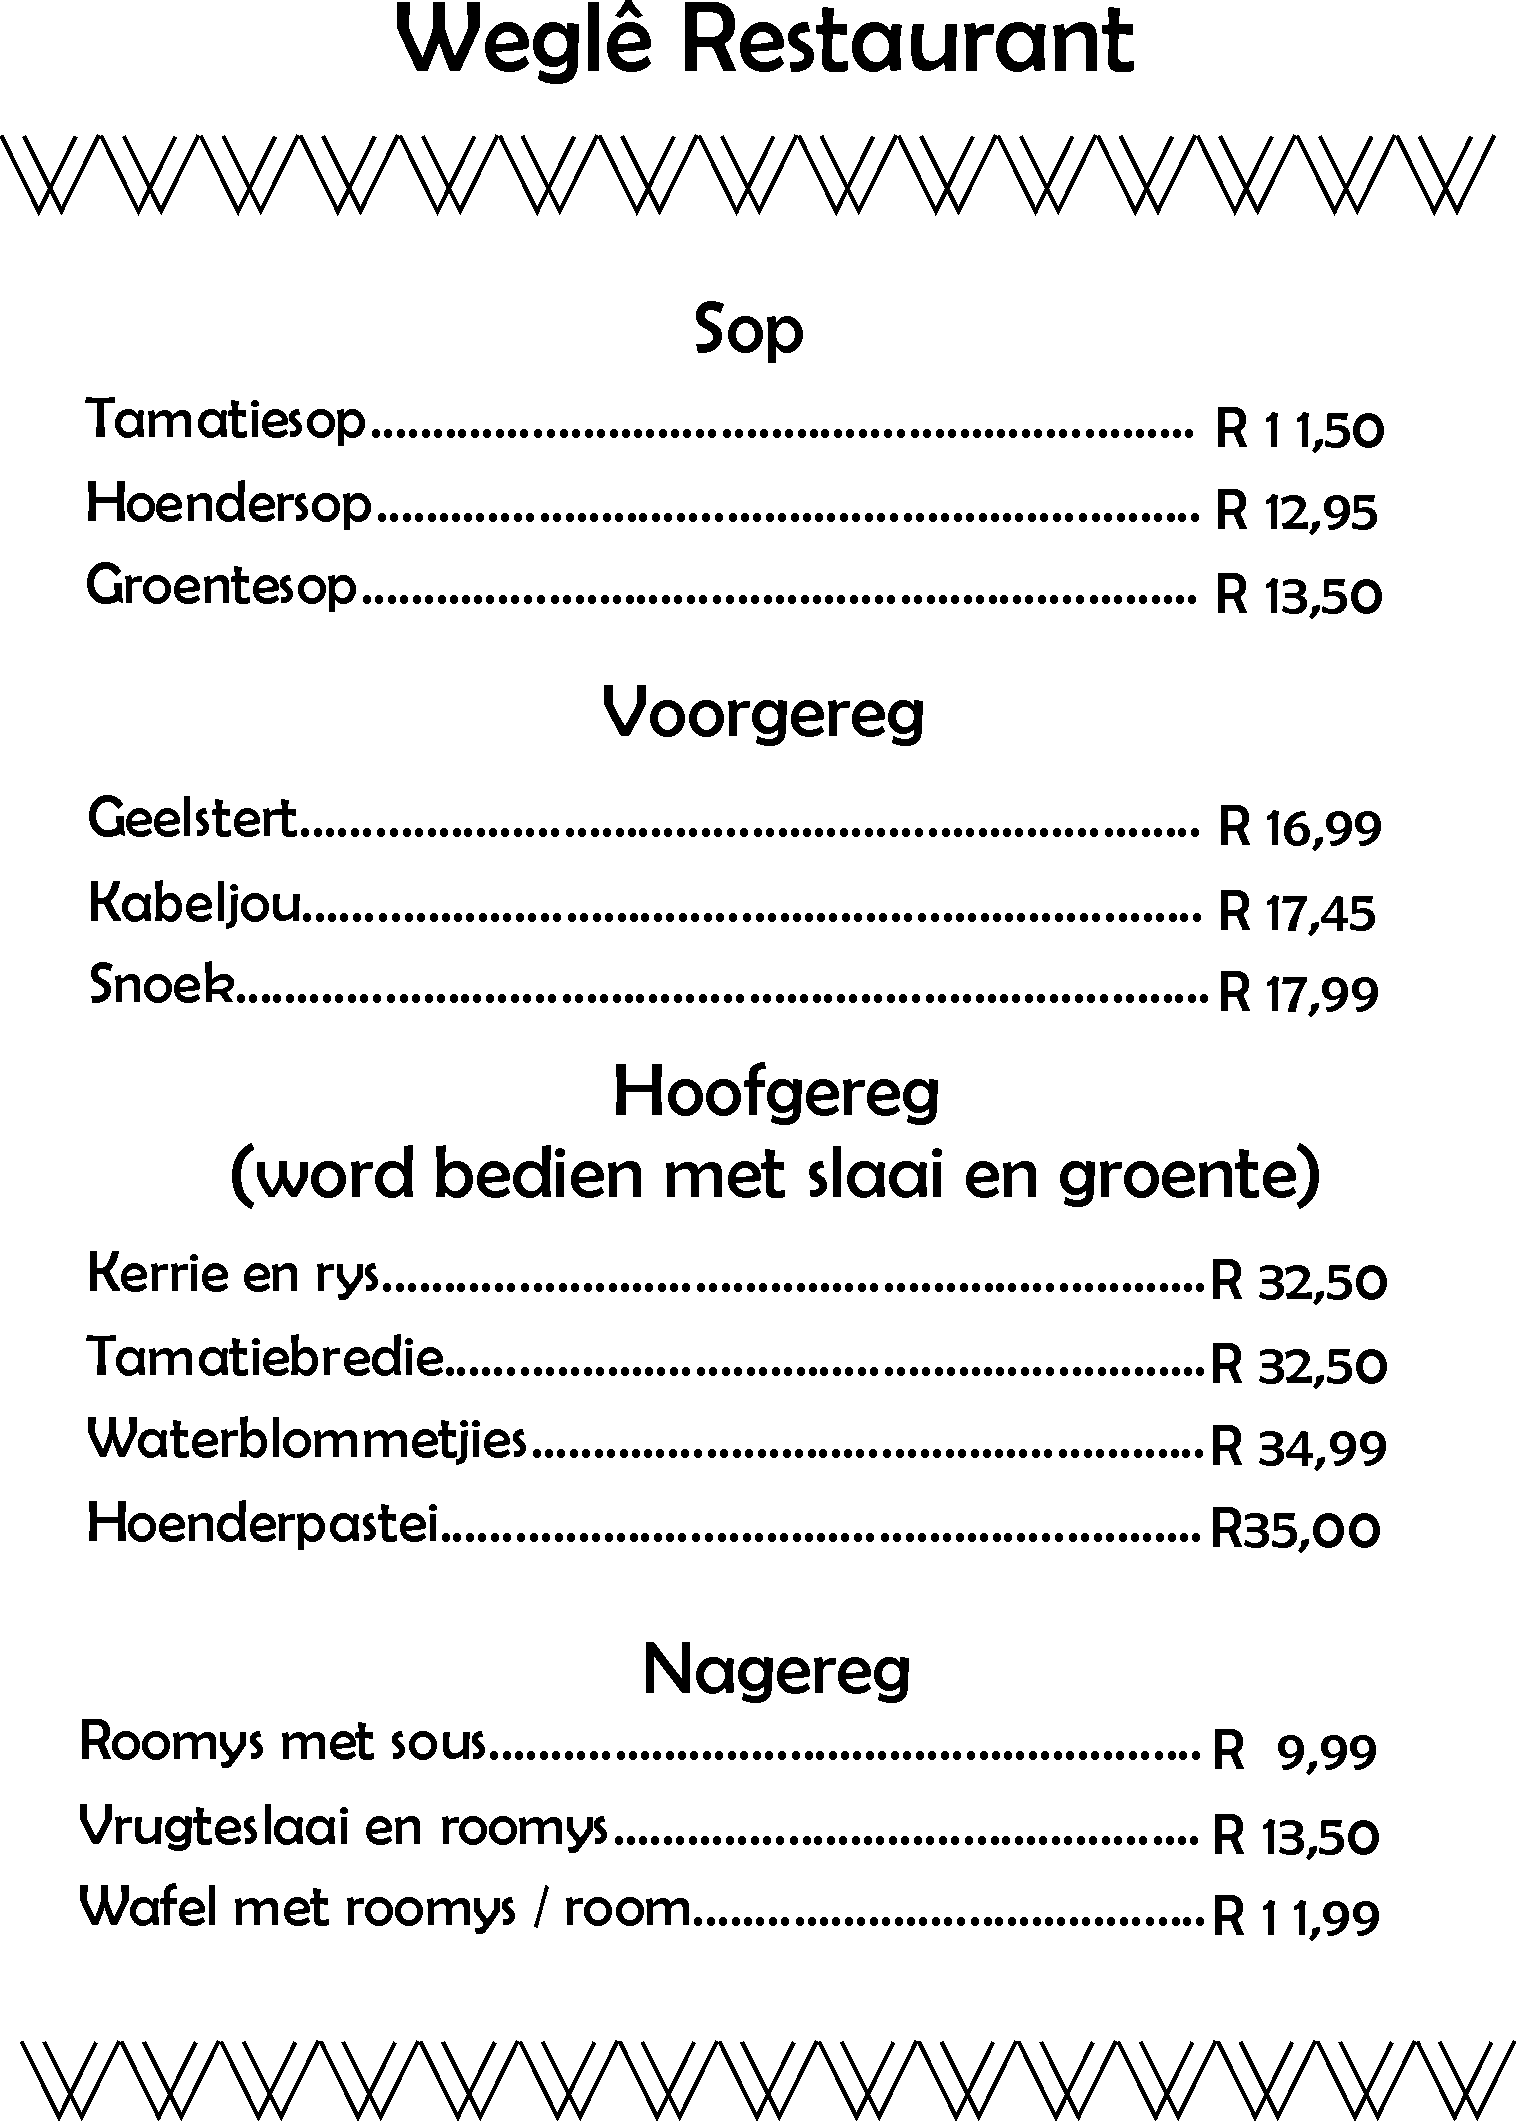 Weglê Restaurant
Sop
Tamatiesop.................................................................. R 11,50
Hoendersop.................................................................. R 12,95
Groentesop................................................................... R 13,50
Voorgereg
Geelstert........................................................................ R 16,99
Kabeljou........................................................................ R 17,45
Snoek..............................................................................R 17,99
Hoofgereg
(word bedien met slaai en groente)
Kerrie en rys..................................................................R 32,50
Tamatiebredie.............................................................R 32,50
Waterblommetjies......................................................R 34,99
Hoenderpastei............................................................. R35,00
Nagereg
Roomys met sous......................................................... R 9,99
Vrugteslaai en roomys............................................... R 13,50
Wafel met roomys / room.........................................R 11,99